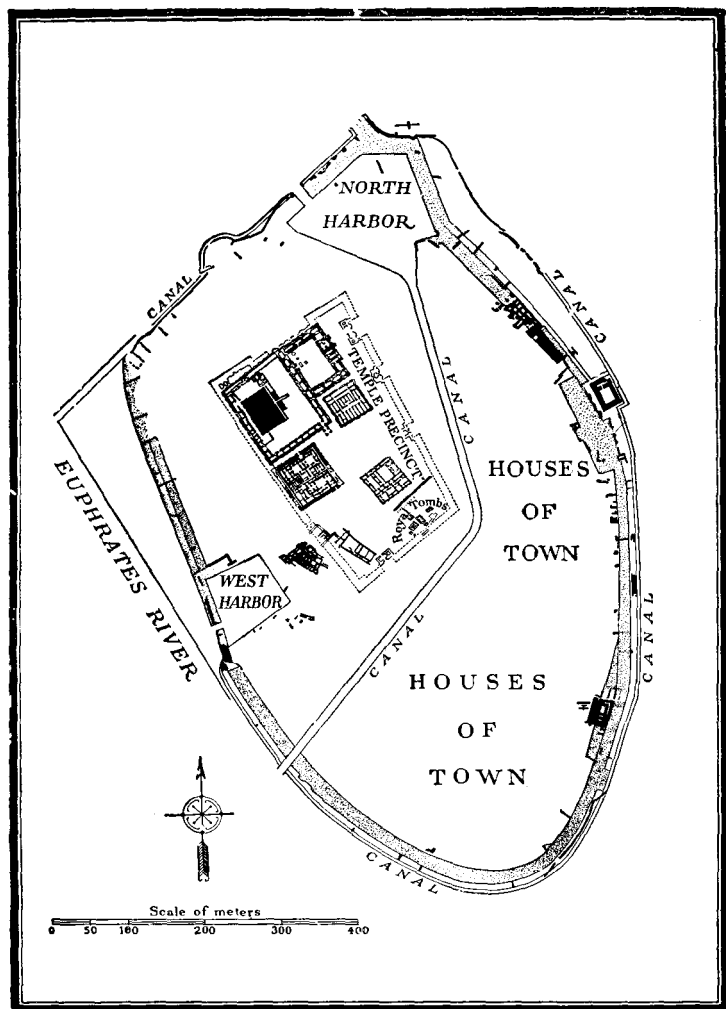 NORTH
HARBOR
CANAL
CANAL
CANAL
TEMPLE PRECINCT
HOUSES
OF
TOWN
Royal Tombs
EUPHRATES RIVER
WEST
HARBOR
CANAL
CANAL
HOUSES
OF
TOWN
CANAL
Scale of meters
0 50 100 200 300 400